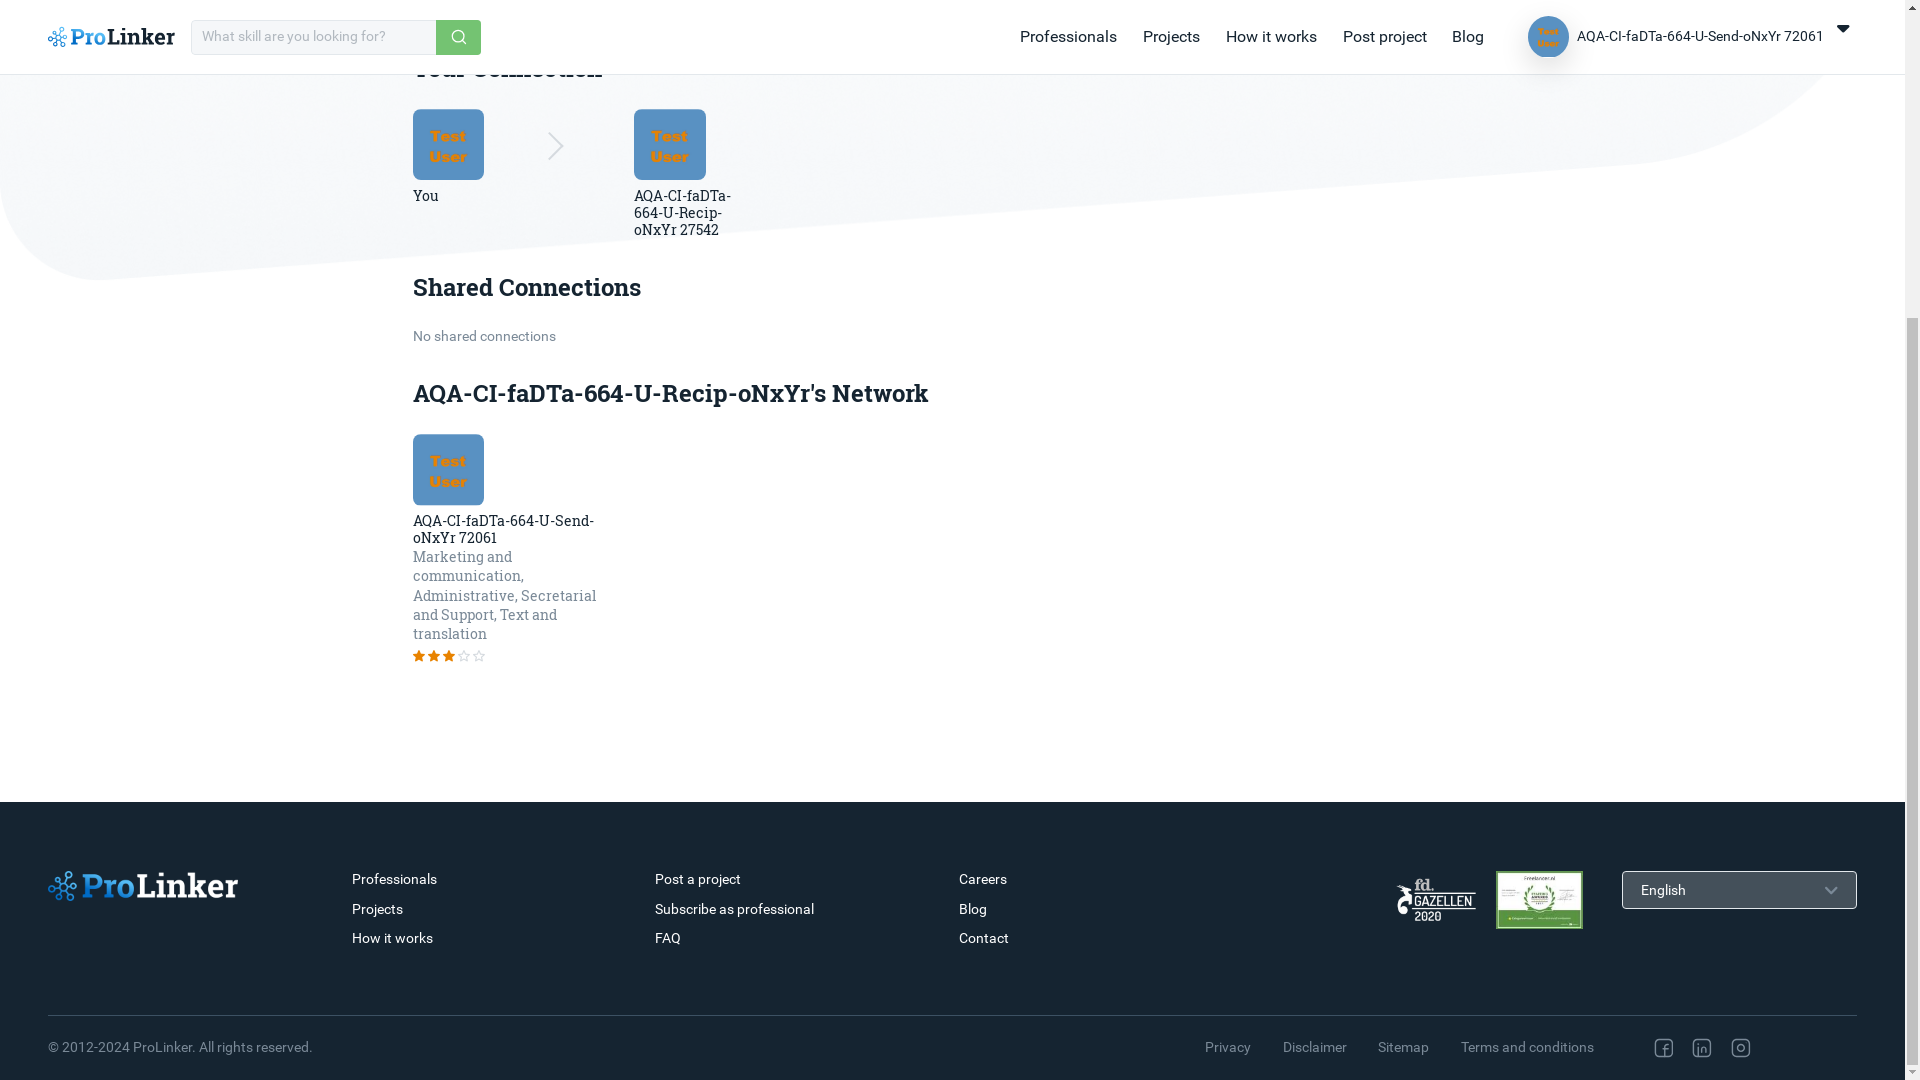 ProLinker
What skill are you looking for?
Professionals
Projects
How it works
Post project
Blog
Test
User
AQA-CI-faDTa-664-U-Send-oNxYr 72061
Your Connection
Test
User
You
Test
User
AQA-CI-faDTa-
664-U-Recip-
oNxYr 27542
Shared Connections
No shared connections
AQA-CI-faDTa-664-U-Recip-oNxYr's Network
Test
User
AQA-CI-faDTa-664-U-Send-
oNxYr 72061
Marketing and
communication,
Administrative, Secretarial
and Support, Text and
translation
ProLinker
Professionals
Projects
How it works
Post a project
Subscribe as professional
FAQ
Careers
Blog
Contact
fd.
GAZELLEN
2020
Freelancer.nl
English
© 2012-2024 ProLinker. All rights reserved.
Privacy
Disclaimer
Sitemap
Terms and conditions